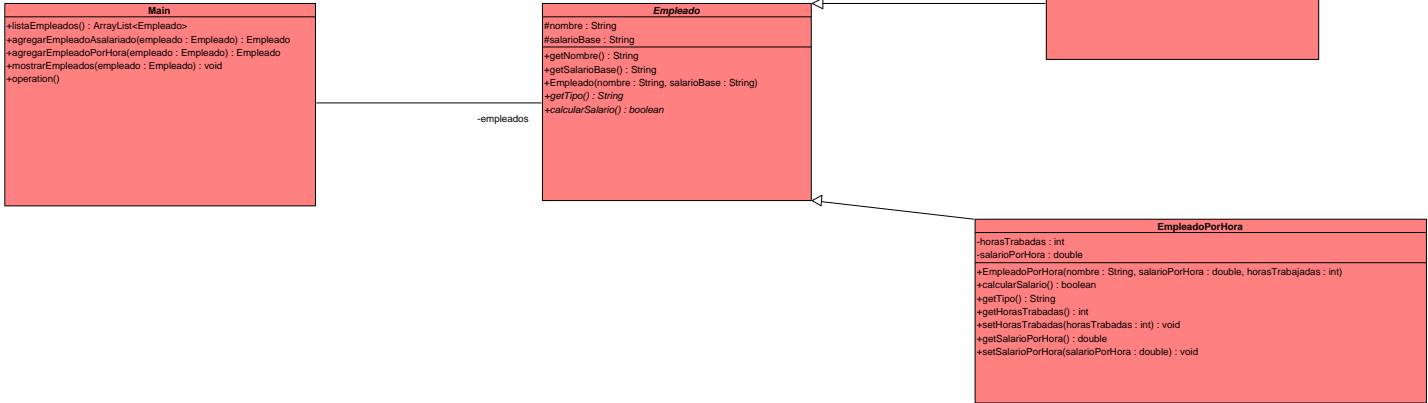 Main
+listaEmpleados() : ArrayList<Empleado>
+agregarEmpleadoAsalariado(empleado : Empleado) : Empleado
+agregarEmpleadoPorHora(empleado : Empleado) : Empleado
+mostrarEmpleados(empleado : Empleado) : void
+operation()
-empleados
Empleado
#nombre : String
#salarioBase : String
+getNombre() : String
+getSalarioBase() : String
+Empleado(nombre : String, salarioBase : String)
+getTipo() : String
+calcularSalario() : boolean
EmpleadoPorHora
-horasTrabadas : int
-salarioPorHora : double
+EmpleadoPorHora(nombre : String, salarioPorHora : double, horasTrabajadas : int)
+calcularSalario() : boolean
+getTipo() : String
+getHorasTrabadas() : int
+setHorasTrabadas(horasTrabadas : int) : void
+getSalarioPorHora() : double
+setSalarioPorHora(salarioPorHora : double) : void